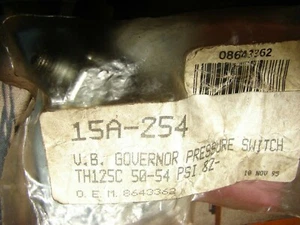 08643362
15A-254
V.B. GOVERNOR PRESSURE SWITCH
TH125C 50-54 PSI 82-
10 NOV 95
O.E.M. 8643362